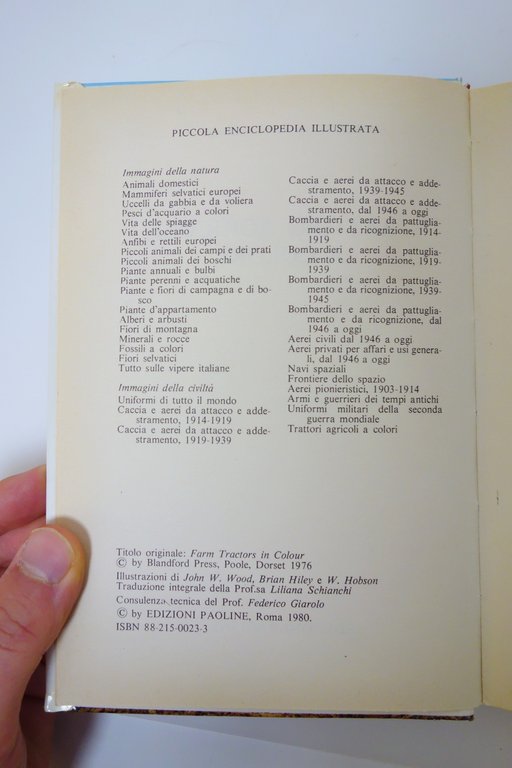 PICCOLA ENCICLOPEDIA ILLUSTRATA
Immagini della natura
Animali domestici
Mammiferi selvatici europei
Uccelli da gabbia e da voliera
Pesci d'acquario a colori
Vita delle spiagge
Vita dell'oceano
Anfibi e rettili europei
Piccoli animali dei campi e dei prati
Piccoli animali dei boschi
Piante annuali e bulbi
Piante perenni e acquatiche
Piante e fiori di campagna e di bo-
sco
Piante d'appartamento
Alberi e arbusti
Fiori di montagna
Minerali e rocce
Fossili a colori
Fiori selvatici
Tutto sulle vipere italiane
Immagini della civiltà
Uniformi di tutto il mondo
Caccia e aerei da attacco e adde-
stramento, 1914-1919
Caccia e aerei da attacco e adde-
stramento, 1919-1939
Caccia e aerei da attacco e adde-
stramento, 1939-1945
Caccia e aerei da attacco e adde-
stramento, dal 1946 a oggi
Bombardieri e aerei da pattuglia-
mento e da ricognizione, 1914-
1919
Bombardieri e aerei da pattuglia-
mento e da ricognizione, 1919-
1939
Bombardieri e aerei da pattuglia-
mento e da ricognizione, 1939-
1945
Bombardieri e aerei da pattuglia-
mento e da ricognizione, dal
1946 a oggi
Aerei civili dal 1946 a oggi
Aerei privati per affari e usi genera-
li, dal 1946 a oggi
Navi spaziali
Frontiere dello spazio
Aerei pionieristici, 1903-1914
Armi e guerrieri dei tempi antichi
Uniformi militari della seconda
guerra mondiale
Trattori agricoli a colori
Titolo originale: Farm Tractors in Colour
© by Blandford Press, Poole, Dorset 1976
Illustrazioni di John W. Wood, Brian Hiley e W. Hobson
Traduzione integrale della Prof.sa Liliana Schianchi
Consulenza tecnica del Prof. Federico Giarolo
© by EDIZIONI PAOLINE, Roma 1980.
ISBN 88-215-0023-3